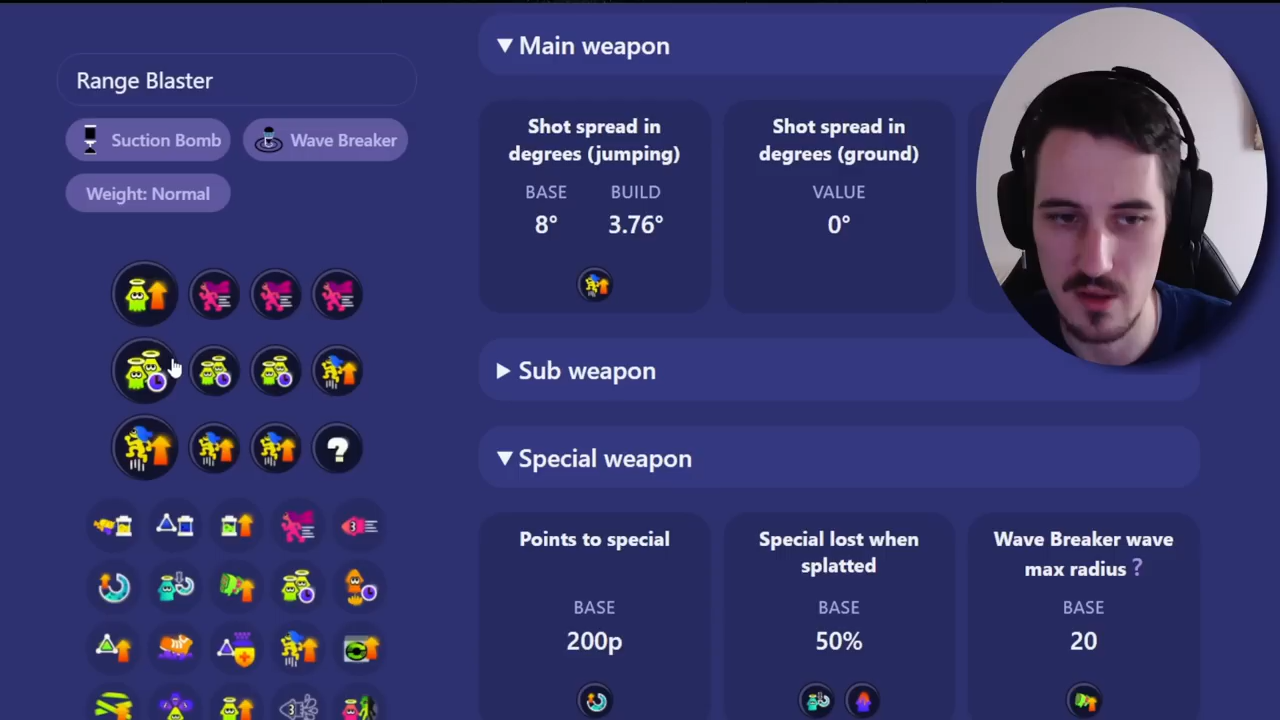 Range Blaster
Suction Bomb
Wave Breaker
Weight: Normal
?
3
3
Main weapon
Shot spread in
degrees (jumping)
BASE
BUILD
8°
3.76°
Shot spread in
degrees (ground)
VALUE
0°
Sub weapon
Special weapon
Points to special
BASE
200p
Special lost when
splatted
BASE
50%
Wave Breaker wave
max radius ?
BASE
20